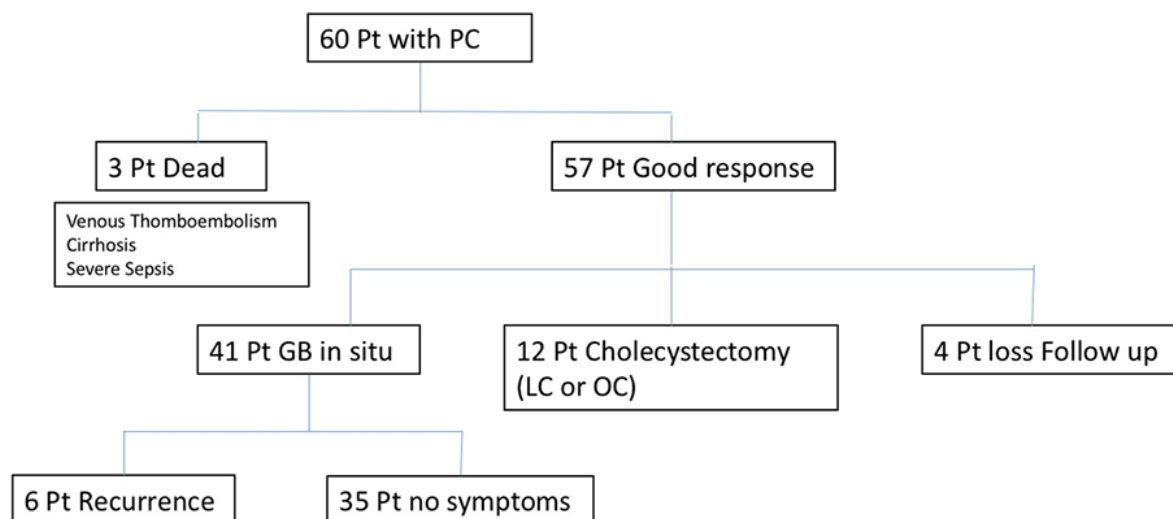 60 Pt with PC
3 Pt Dead
57 Pt Good response
Venous Thomboembolism
Cirrhosis
Severe Sepsis
41 Pt GB in situ
12 Pt Cholecystectomy
(LC or OC)
4 Pt loss Follow up
6 Pt Recurrence
35 Pt no symptoms